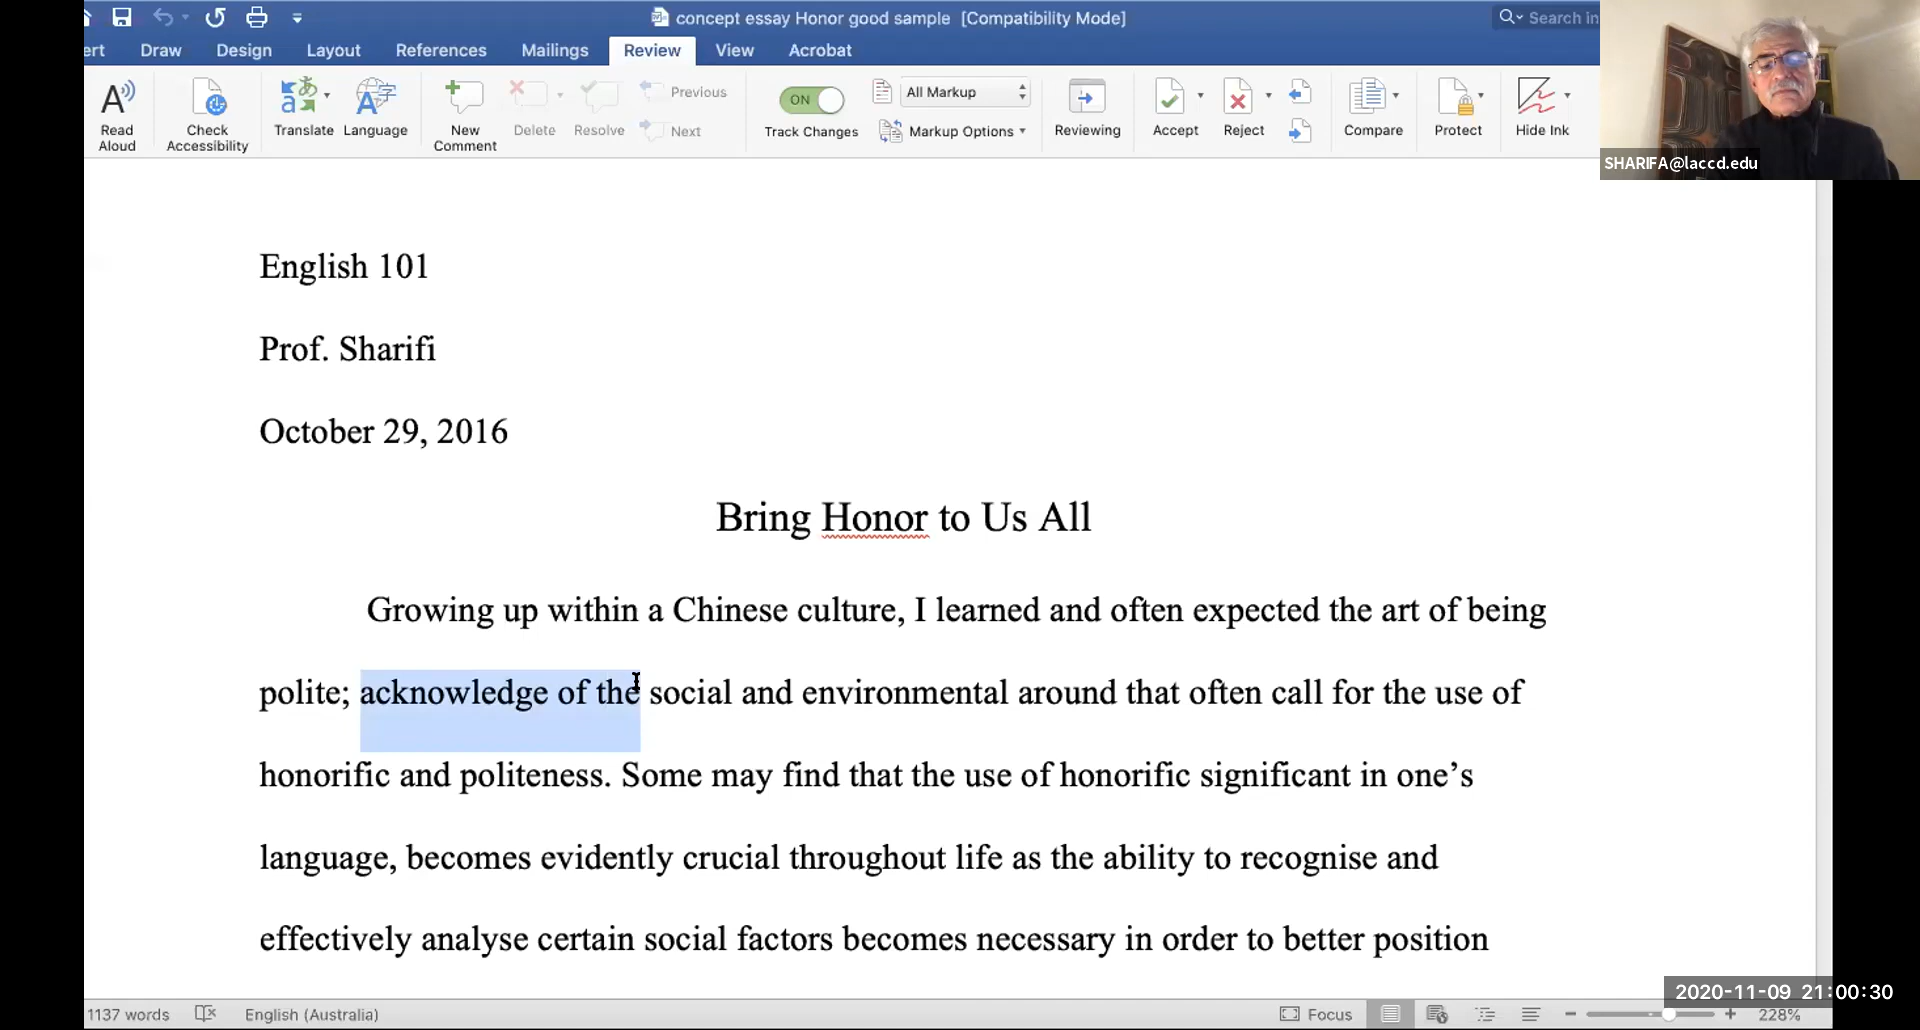 concept essay Honor good sample [Compatibility Mode]
Search in
ert Draw Design Layout References Mailings Review View Acrobat
Read Aloud
Check Accessibility
Translate
Language
New Comment
Delete
Resolve
Previous
Next
ON
Track Changes
All Markup
Markup Options
Reviewing
Accept
Reject
Compare
Protect
Hide Ink
SHARIFA@laccd.edu
English 101
Prof. Sharifi
October 29, 2016
Bring Honor to Us All
Growing up within a Chinese culture, I learned and often expected the art of being
polite; acknowledge of the social and environmental around that often call for the use of
honorific and politeness. Some may find that the use of honorific significant in one’s
language, becomes evidently crucial throughout life as the ability to recognise and
effectively analyse certain social factors becomes necessary in order to better position
2020-11-09 21:00:30
1137 words English (Australia) Focus 228%